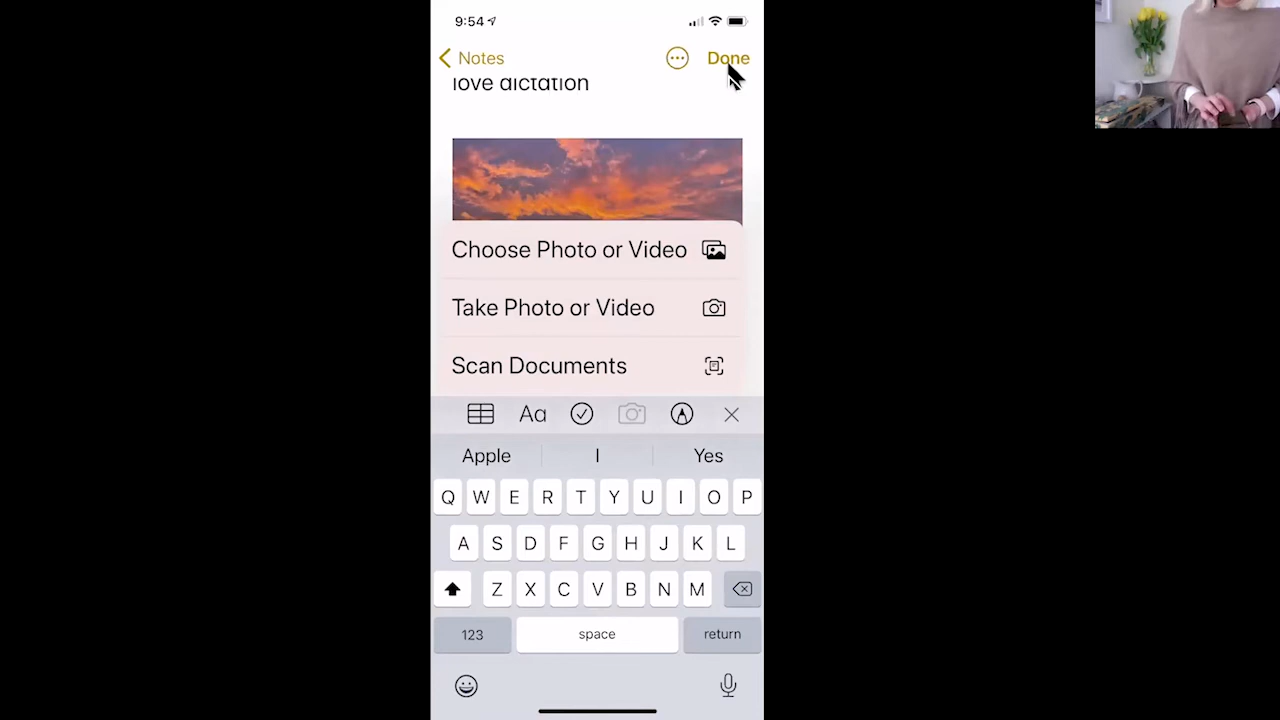 9:54
Notes
Done
love dictation
Choose Photo or Video
Take Photo or Video
Scan Documents
Aa
Apple I Yes
Q W E R T Y U I O P
A S D F G H J K L
Z X C V B N M
123 space return